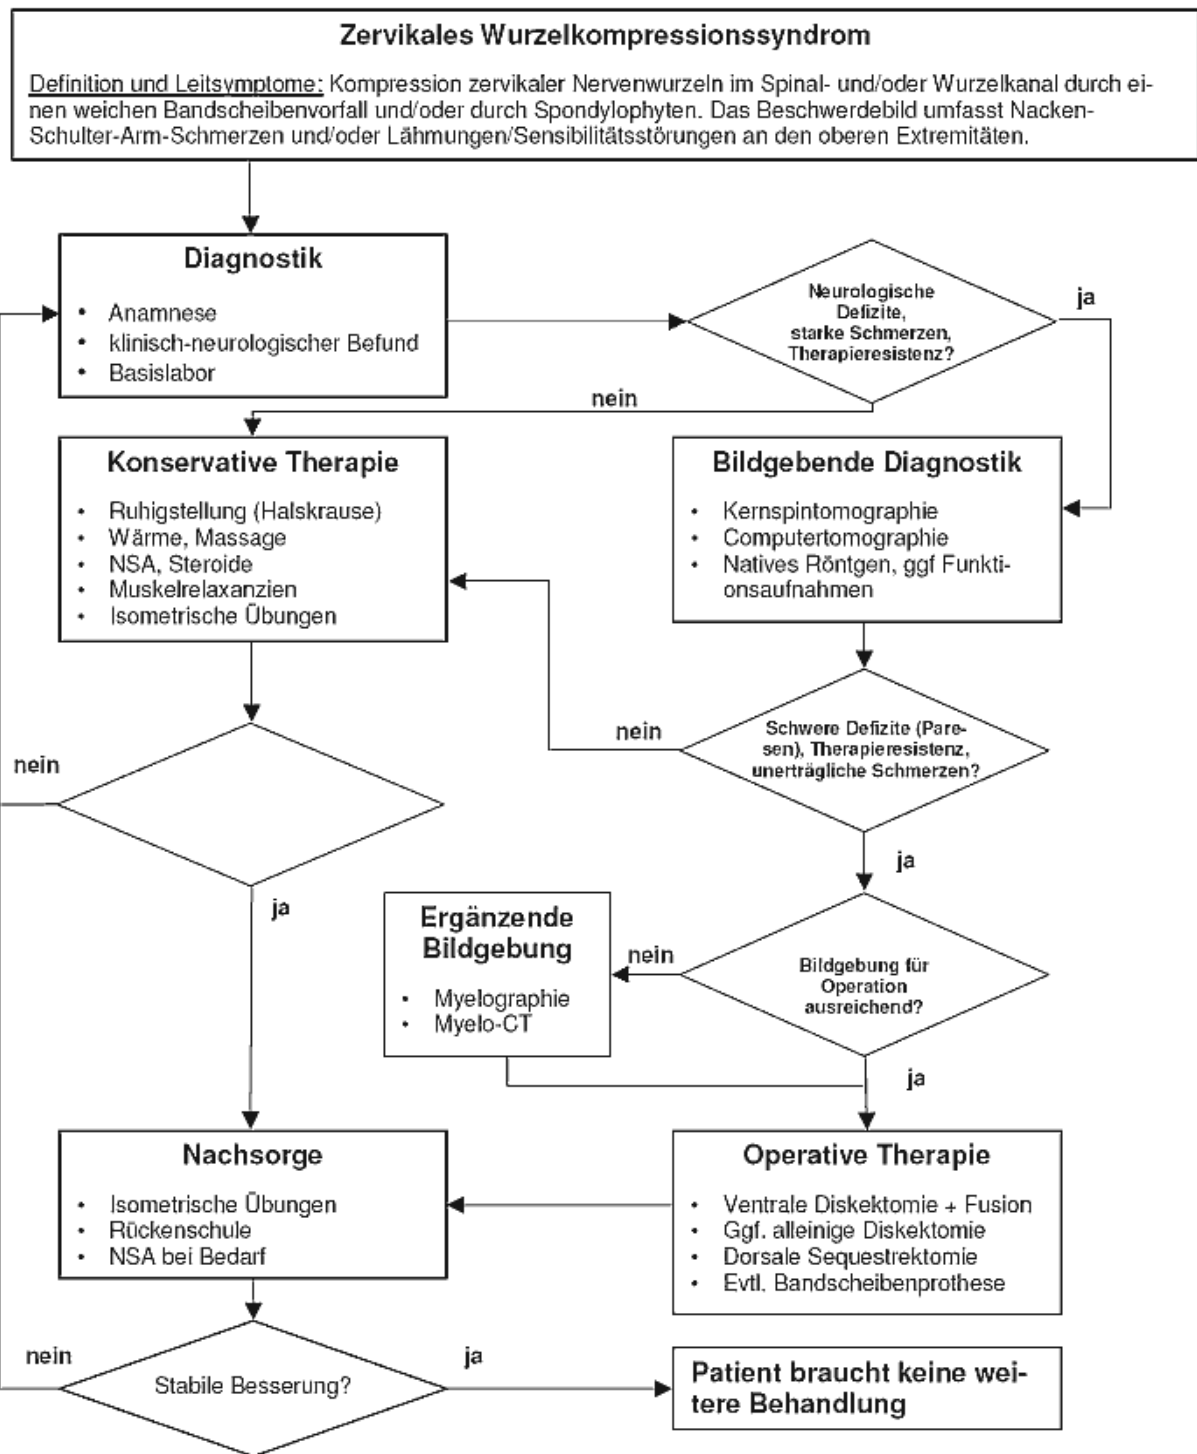 Zervikales Wurzelkompressionssyndrom
Definition und Leitsymptome: Kompression zervikaler Nervenwurzeln im Spinal- und/oder Wurzelkanal durch ei-
nen weichen Bandscheibenvorfall und/oder durch Spondylophyten. Das Beschwerdebild umfasst Nacken-
Schulter-Arm-Schmerzen und/oder Lähmungen/Sensibilitätsstörungen an den oberen Extremitäten.
Diagnostik
• Anamnese
• klinisch-neurologischer Befund
• Basislabor
Neurologische
Defizite,
starke Schmerzen,
Therapieresistenz?
ja
nein
Konservative Therapie
• Ruhigstellung (Halskrause)
• Wärme, Massage
• NSA, Steroide
• Muskelrelaxanzien
• Isometrische Übungen
Bildgebende Diagnostik
• Kernspintomographie
• Computertomographie
• Natives Röntgen, ggf Funkti-
onsaufnahmen
nein
Schwere Defizite (Pare-
sen), Therapieresistenz,
unerträgliche Schmerzen?
nein
ja
ja
Ergänzende
Bildgebung
• Myelographie
• Myelo-CT
nein
Bildgebung für
Operation
ausreichend?
ja
Nachsorge
• Isometrische Übungen
• Rückenschule
• NSA bei Bedarf
Operative Therapie
• Ventrale Diskektomie + Fusion
• Ggf. alleinige Diskektomie
• Dorsale Sequestrektomie
• Evtl. Bandscheibenprothese
nein
Stabile Besserung?
ja
Patient braucht keine wei-
tere Behandlung